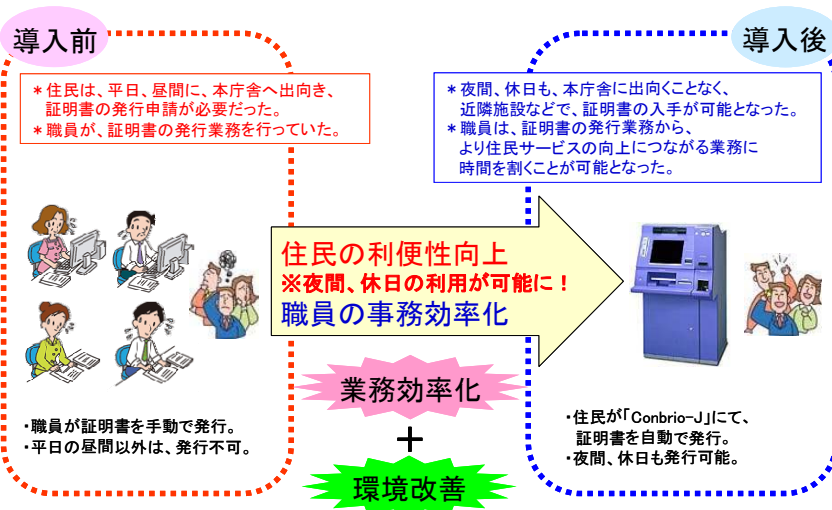 導入前
＊住民は、平日、昼間に、本庁舎へ出向き、
証明書の発行申請が必要だった。
＊職員が、証明書の発行業務を行っていた。
・職員が証明書を手動で発行。
・平日の昼間以外は、発行不可。
住民の利便性向上
※夜間、休日の利用が可能に！
職員の事務効率化
業務効率化
＋
環境改善
導入後
＊夜間、休日も、本庁舎に出向くことなく、
近隣施設などで、証明書の入手が可能となった。
＊職員は、証明書の発行業務から、
より住民サービスの向上につながる業務に
時間を割くことが可能となった。
・住民が「Conbrio-J」にて、
証明書を自動で発行。
・夜間、休日も発行可能。